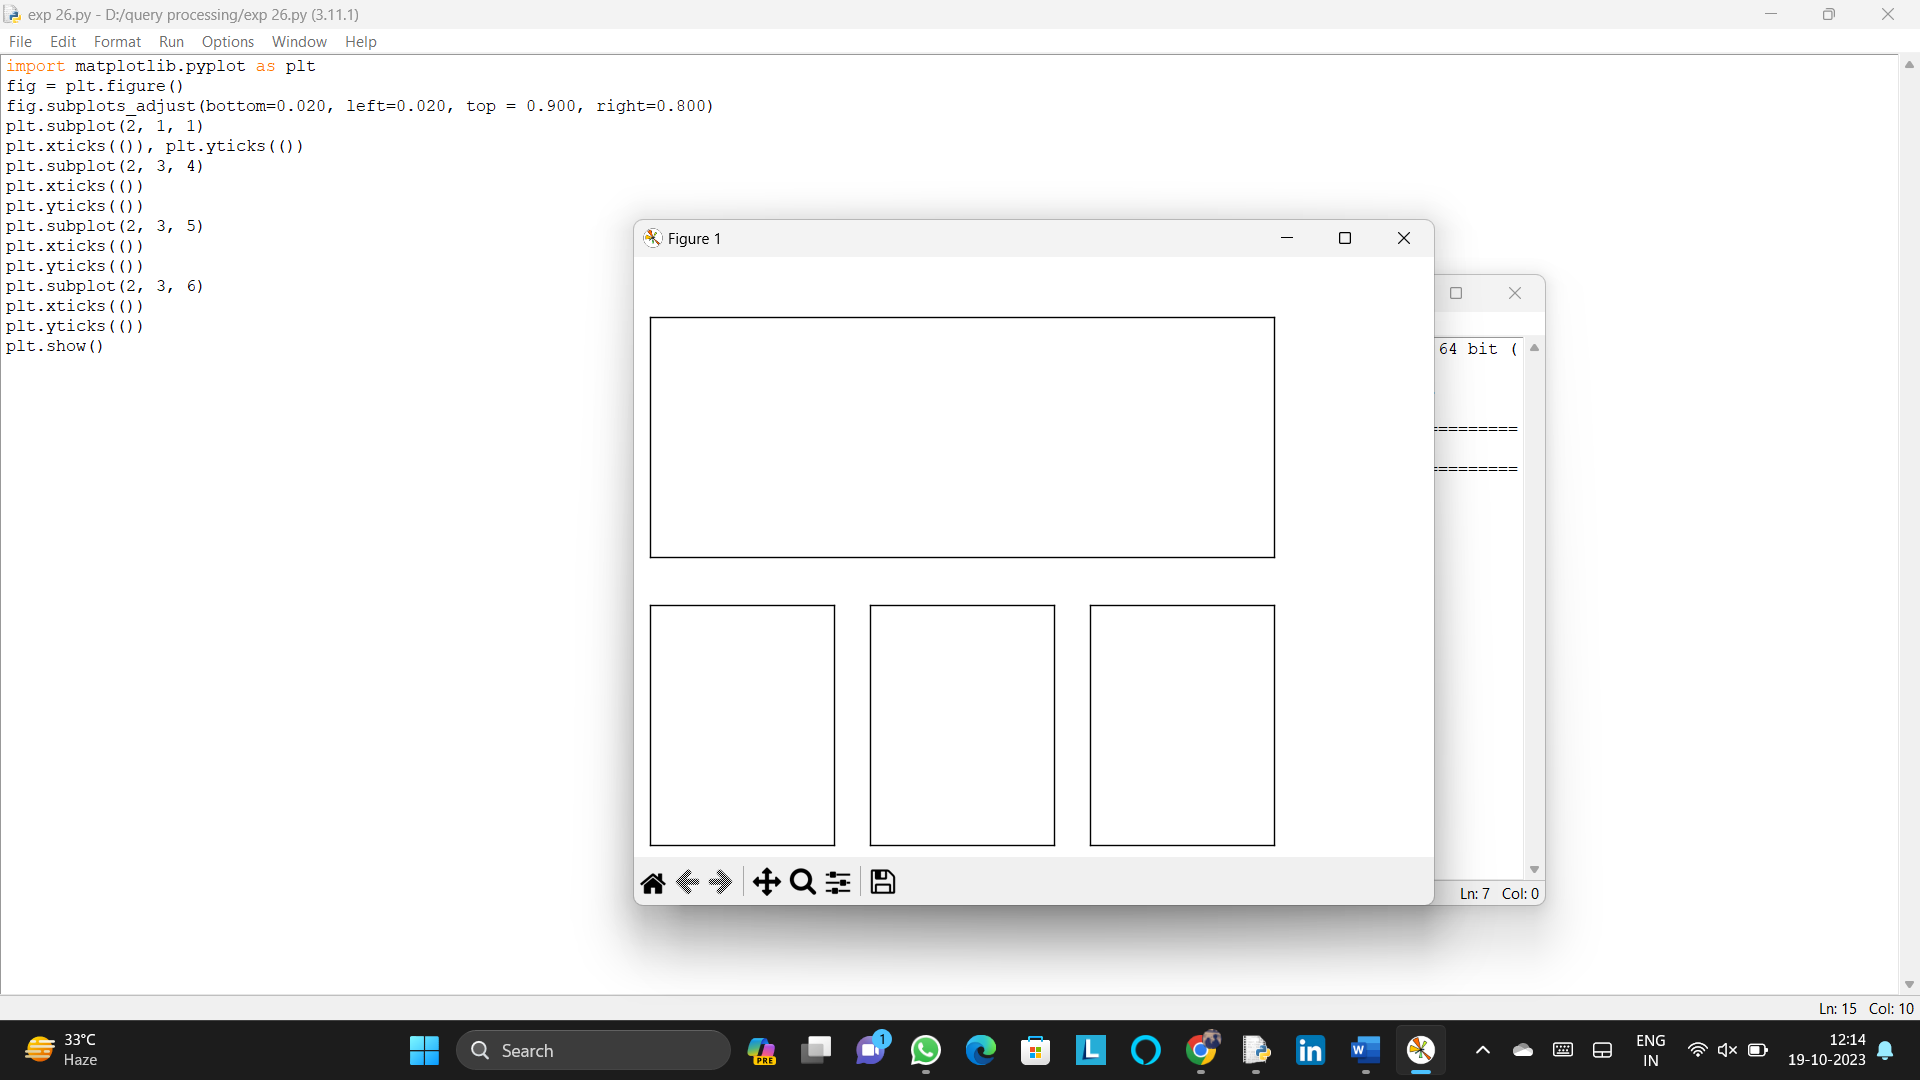 exp 26.py - D:/query processing/exp 26.py (3.11.1)
File Edit Format Run Options Window Help
import matplotlib.pyplot as plt
fig = plt.figure()
fig.subplots_adjust(bottom=0.020, left=0.020, top = 0.900, right=0.800)
plt.subplot(2, 1, 1)
plt.xticks(()), plt.yticks(())
plt.subplot(2, 3, 4)
plt.xticks(())
plt.yticks(())
plt.subplot(2, 3, 5)
plt.xticks(())
plt.yticks(())
plt.subplot(2, 3, 6)
plt.xticks(())
plt.yticks(())
plt.show()
Figure 1
64 bit (
=========
=========
Ln: 7 Col: 0
Ln: 15 Col: 10
33°C
Haze
Search
PRE
1
L
in
W
ENG
IN
12:14
19-10-2023